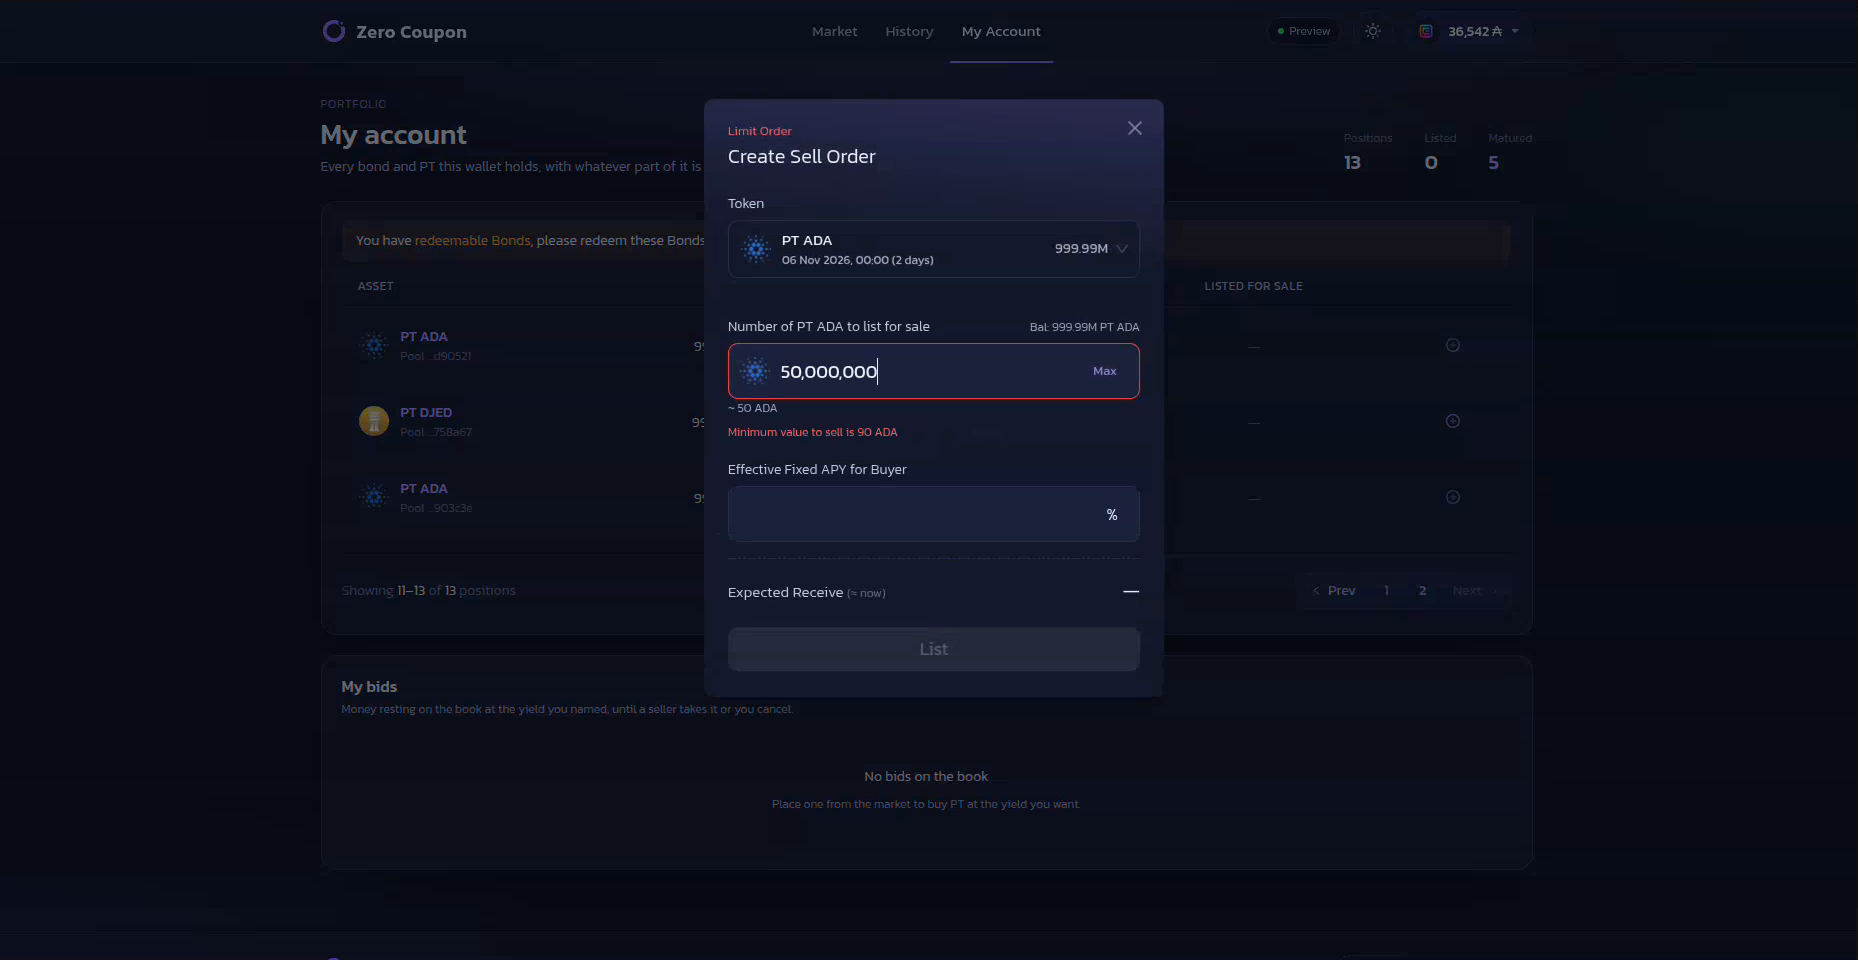 Zero Coupon
Market
History
My Account
Preview
36,542 ₳
PORTFOLIO
My account
Every bond and PT this wallet holds, with whatever part of it is
Positions
13
Listed
0
Matured
5
You have redeemable Bonds, please redeem these Bonds
ASSET
LISTED FOR SALE
PT ADA
Pool ...d90521
99
—
PT DJED
Pool ...758a67
99
—
PT ADA
Pool ...903c3e
99
—
Showing 11–13 of 13 positions
Prev
1
2
Next
My bids
Money resting on the book at the yield you named, until a seller takes it or you cancel.
No bids on the book
Place one from the market to buy PT at the yield you want.
Limit Order
Create Sell Order
Token
PT ADA
06 Nov 2026, 00:00 (2 days)
999.99M
Number of PT ADA to list for sale
Bal: 999.99M PT ADA
50,000,000
Max
~ 50 ADA
Minimum value to sell is 90 ADA
Effective Fixed APY for Buyer
%
Expected Receive (≈ now)
—
List